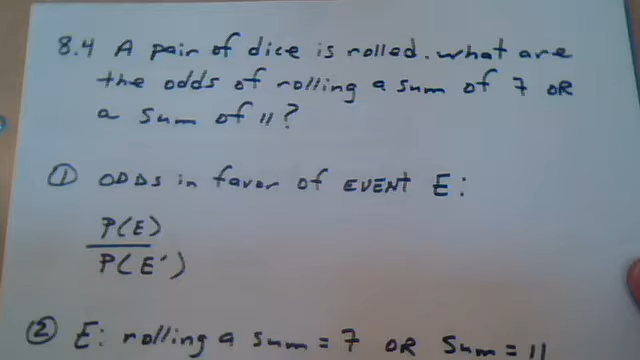 8.4 A pair of dice is rolled. what are
the odds of rolling a sum of 7 OR
a sum of 11?
① ODDS in favor of EVENT E:
P(E)
P(E')
② E: rolling a sum = 7 OR sum = 11